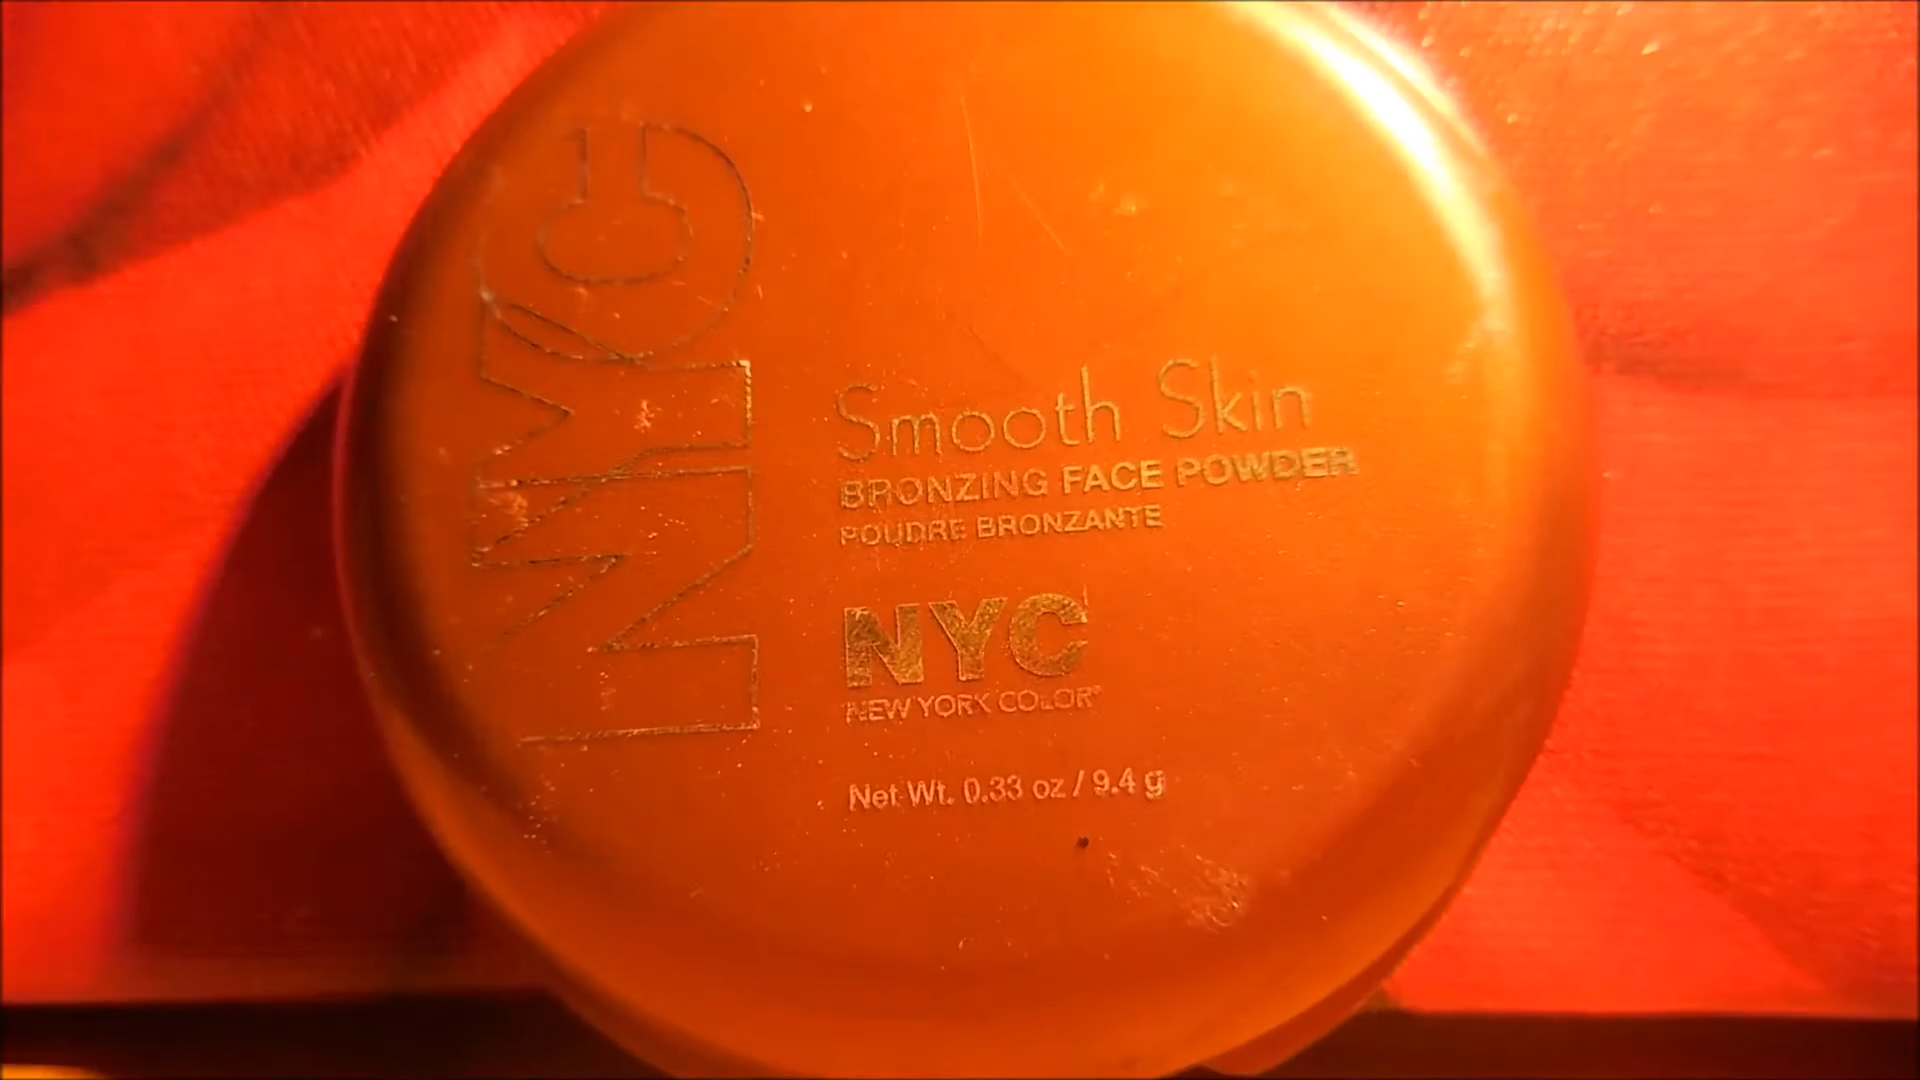 NYC
Smooth Skin
BRONZING FACE POWDER
POUDRE BRONZANTE
NYC
NEW YORK COLOR®
Net Wt. 0.33 oz / 9.4 g